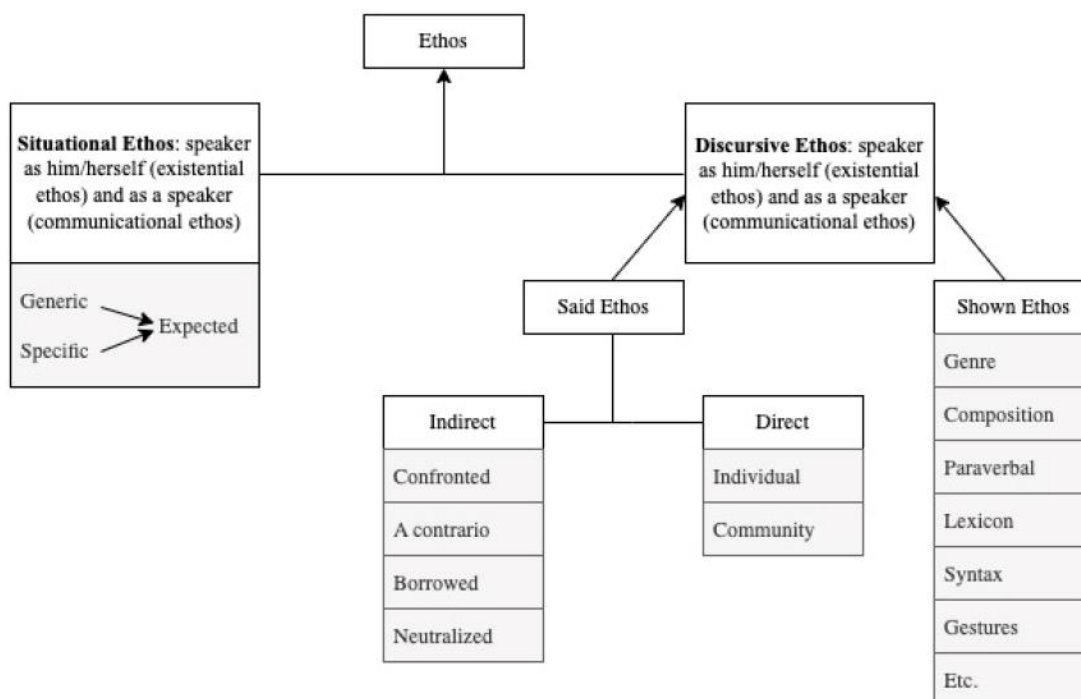 Ethos
Situational Ethos: speaker
as him/herself (existential
ethos) and as a speaker
(communicational ethos)
Generic
Specific
Expected
Discursive Ethos: speaker
as him/herself (existential
ethos) and as a speaker
(communicational ethos)
Said Ethos
Indirect
Confronted
A contrario
Borrowed
Neutralized
Direct
Individual
Community
Shown Ethos
Genre
Composition
Paraverbal
Lexicon
Syntax
Gestures
Etc.